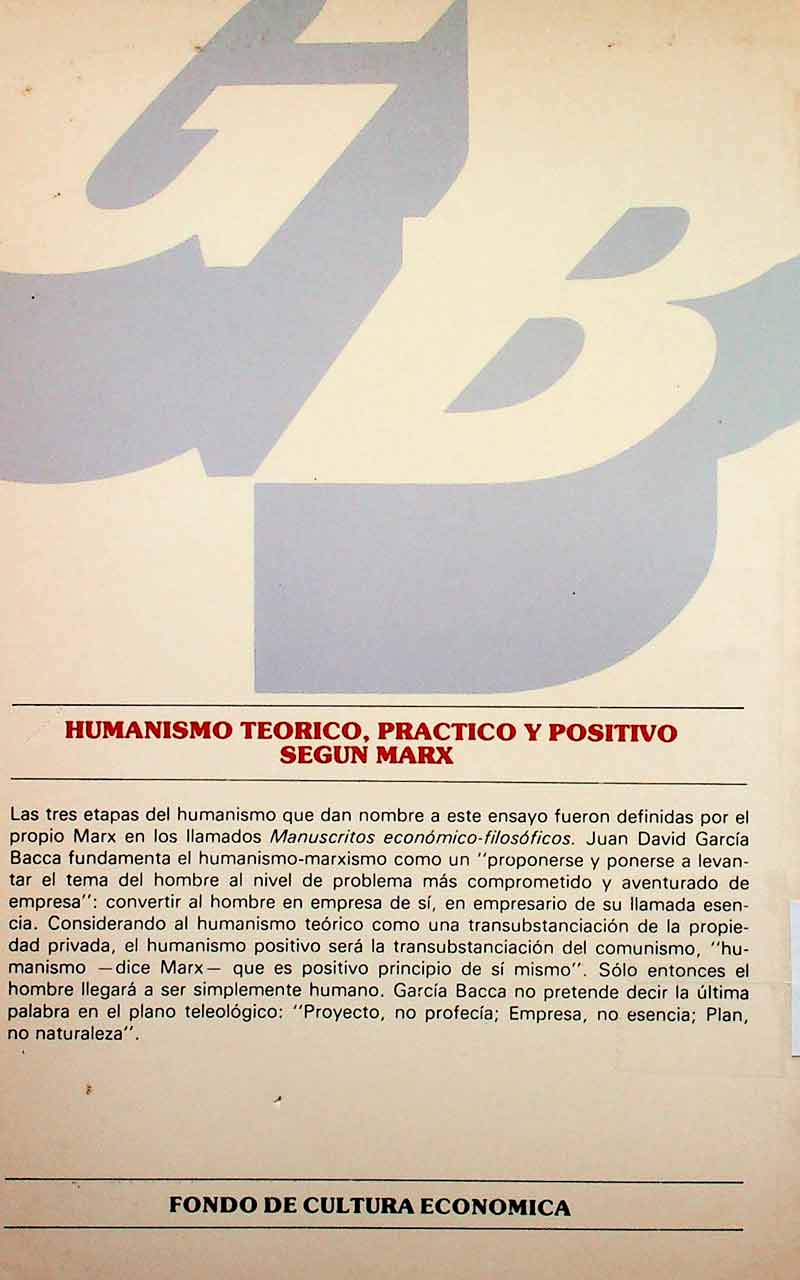 GB
HUMANISMO TEORICO, PRACTICO Y POSITIVO
SEGUN MARX
Las tres etapas del humanismo que dan nombre a este ensayo fueron definidas por el
propio Marx en los llamados Manuscritos económico-filosóficos. Juan David García
Bacca fundamenta el humanismo-marxismo como un "proponerse y ponerse a levan-
tar el tema del hombre al nivel de problema más comprometido y aventurado de
empresa": convertir al hombre en empresa de sí, en empresario de su llamada esen-
cia. Considerando al humanismo teórico como una transubstanciación de la propie-
dad privada, el humanismo positivo será la transubstanciación del comunismo, "hu-
manismo —dice Marx— que es positivo principio de sí mismo". Sólo entonces el
hombre llegará a ser simplemente humano. García Bacca no pretende decir la última
palabra en el plano teleológico: "Proyecto, no profecía; Empresa, no esencia; Plan,
no naturaleza".
FONDO DE CULTURA ECONOMICA